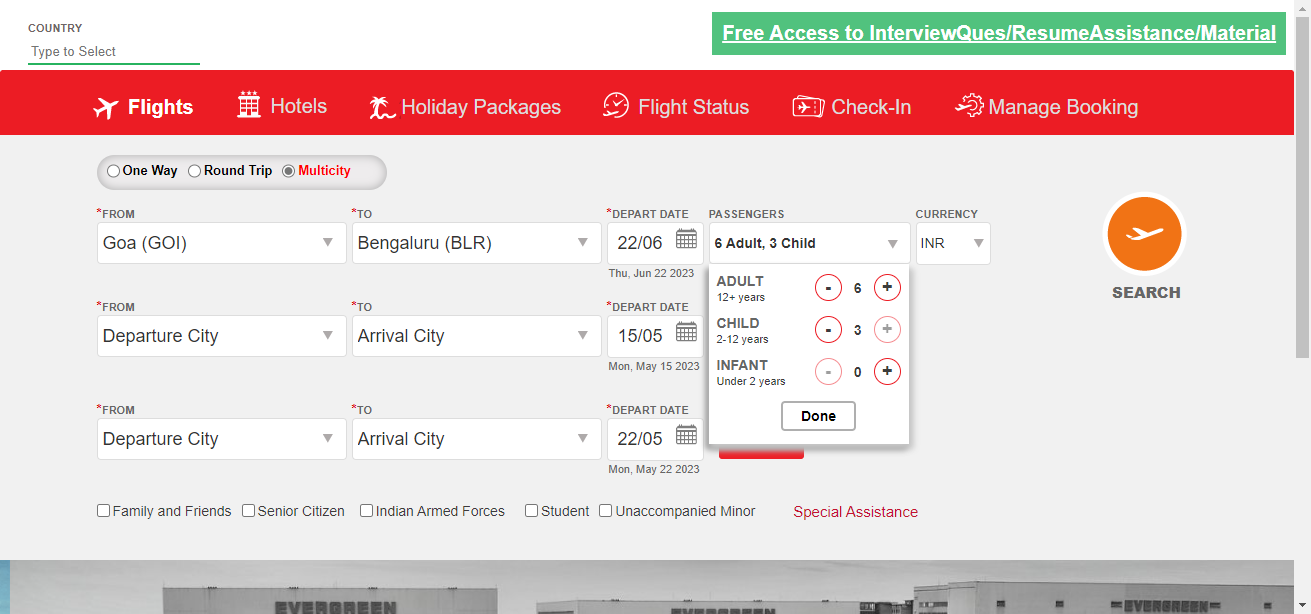 COUNTRY
Type to Select
Free Access to InterviewQues/ResumeAssistance/Material
Flights Hotels Holiday Packages Flight Status Check-In Manage Booking
One Way Round Trip Multicity
*FROM *TO *DEPART DATE PASSENGERS CURRENCY
Goa (GOI) Bengaluru (BLR) 22/06 6 Adult, 3 Child INR
Thu, Jun 22 2023
ADULT - 6 +
12+ years
SEARCH
*FROM *TO *DEPART DATE
CHILD - 3 +
2-12 years
Departure City Arrival City 15/05
Mon, May 15 2023
INFANT - 0 +
Under 2 years
Done
*FROM *TO *DEPART DATE
Departure City Arrival City 22/05
Mon, May 22 2023
Family and Friends Senior Citizen Indian Armed Forces Student Unaccompanied Minor Special Assistance
EVERGREEN EVERGREEN EVERGREEN